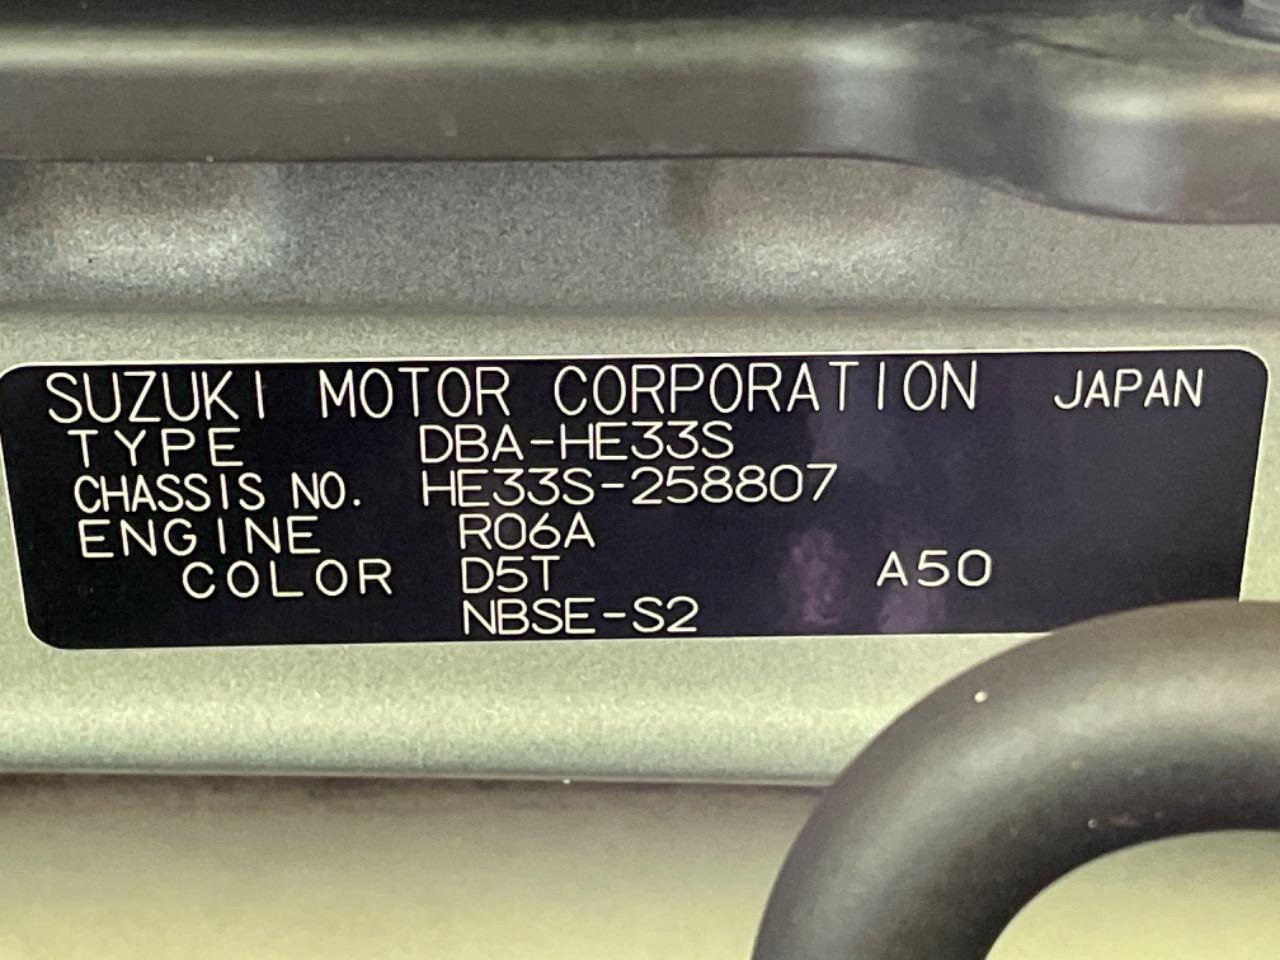 SUZUKI MOTOR CORPORATION JAPAN
TYPE DBA-HE33S
CHASSIS NO. HE33S-258807
ENGINE R06A
COLOR D5T A50
NBSE-S2